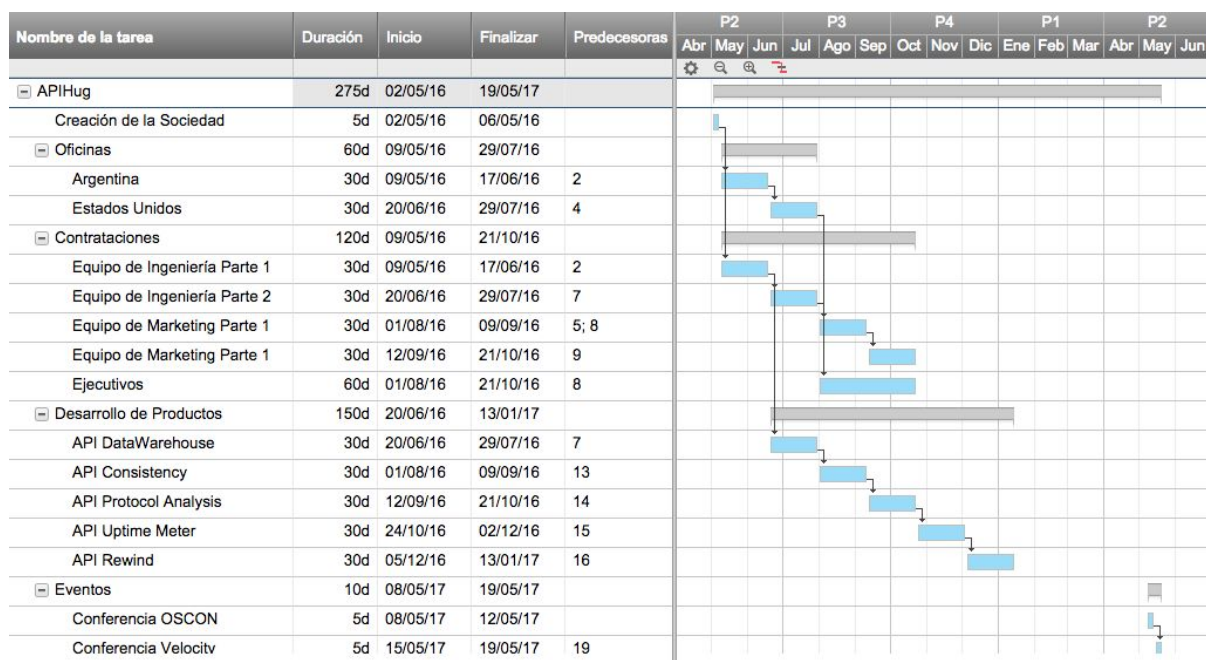 Nombre de la tarea Duración Inicio Finalizar Predecesoras P2 P3 P4 P1 P2
Abr May Jun Jul Ago Sep Oct Nov Dic Ene Feb Mar Abr May Jun
APIHug 275d 02/05/16 19/05/17
Creación de la Sociedad 5d 02/05/16 06/05/16
Oficinas 60d 09/05/16 29/07/16
Argentina 30d 09/05/16 17/06/16 2
Estados Unidos 30d 20/06/16 29/07/16 4
Contrataciones 120d 09/05/16 21/10/16
Equipo de Ingeniería Parte 1 30d 09/05/16 17/06/16 2
Equipo de Ingeniería Parte 2 30d 20/06/16 29/07/16 7
Equipo de Marketing Parte 1 30d 01/08/16 09/09/16 5; 8
Equipo de Marketing Parte 1 30d 12/09/16 21/10/16 9
Ejecutivos 60d 01/08/16 21/10/16 8
Desarrollo de Productos 150d 20/06/16 13/01/17
API DataWarehouse 30d 20/06/16 29/07/16 7
API Consistency 30d 01/08/16 09/09/16 13
API Protocol Analysis 30d 12/09/16 21/10/16 14
API Uptime Meter 30d 24/10/16 02/12/16 15
API Rewind 30d 05/12/16 13/01/17 16
Eventos 10d 08/05/17 19/05/17
Conferencia OSCON 5d 08/05/17 12/05/17
Conferencia Velocity 5d 15/05/17 19/05/17 19